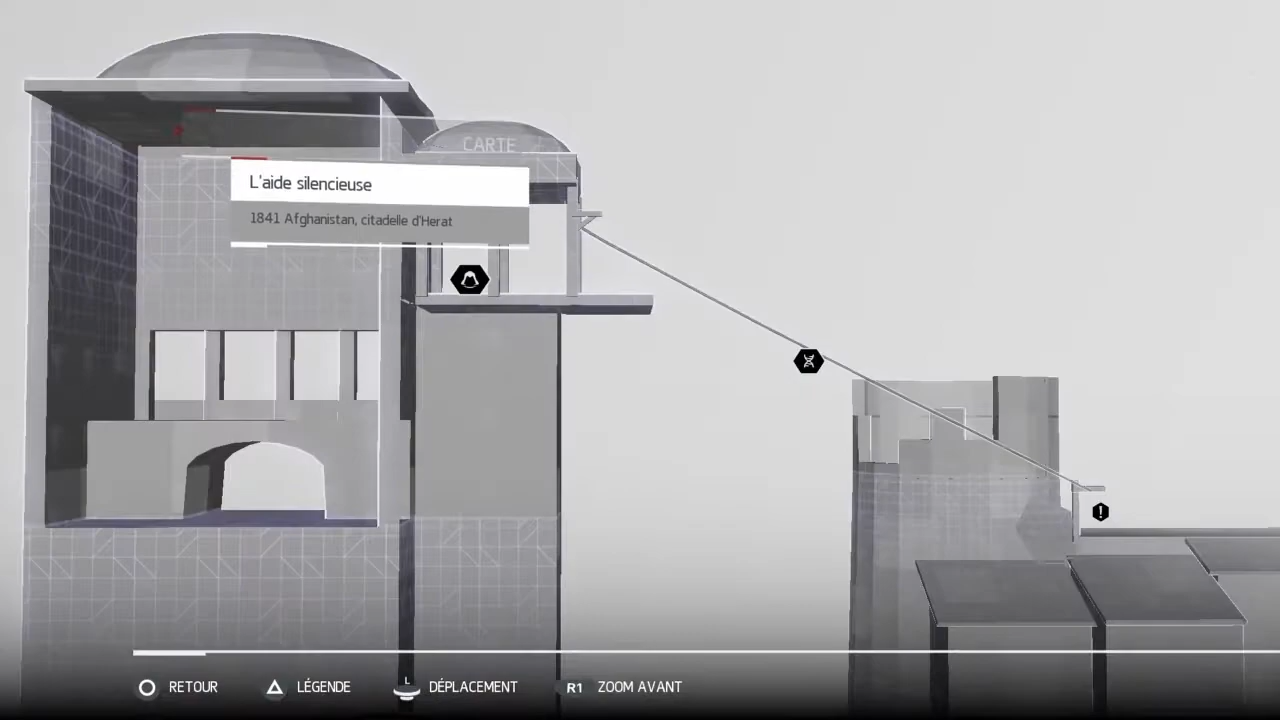 CARTE
L'aide silencieuse
1841 Afghanistan, citadelle d'Herat
!
RETOUR
LÉGENDE
L
DÉPLACEMENT
R1
ZOOM AVANT